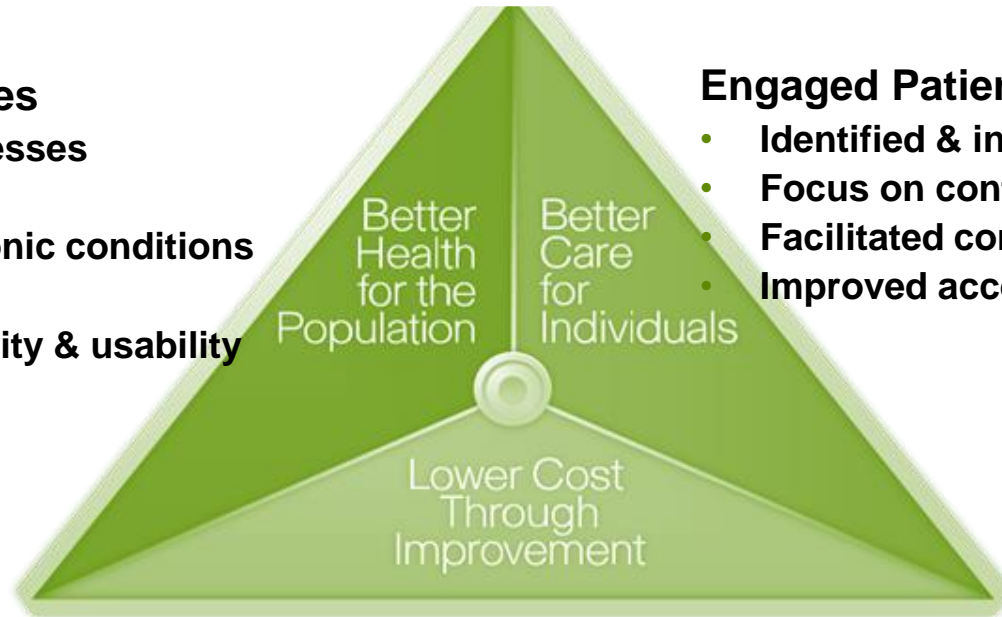 es
esses
onic conditions
ity & usability
Better
Health
for the
Population
Better
Care
for
Individuals
Lower Cost
Through
Improvement
Engaged Patien
• Identified & in
• Focus on con
• Facilitated co
• Improved acc